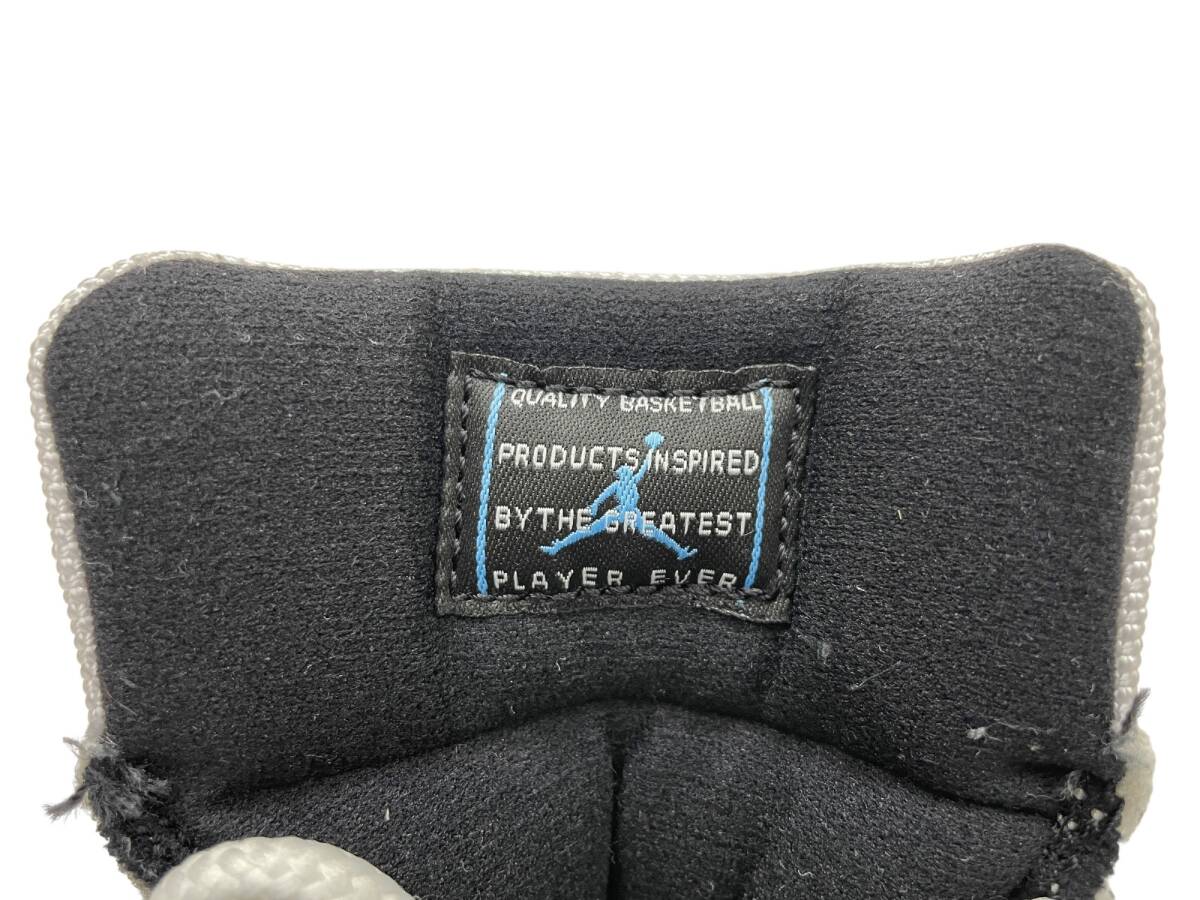 QUALITY BASKETBALL
PRODUCTS INSPIRED
BY THE GREATEST
PLAYER EVER